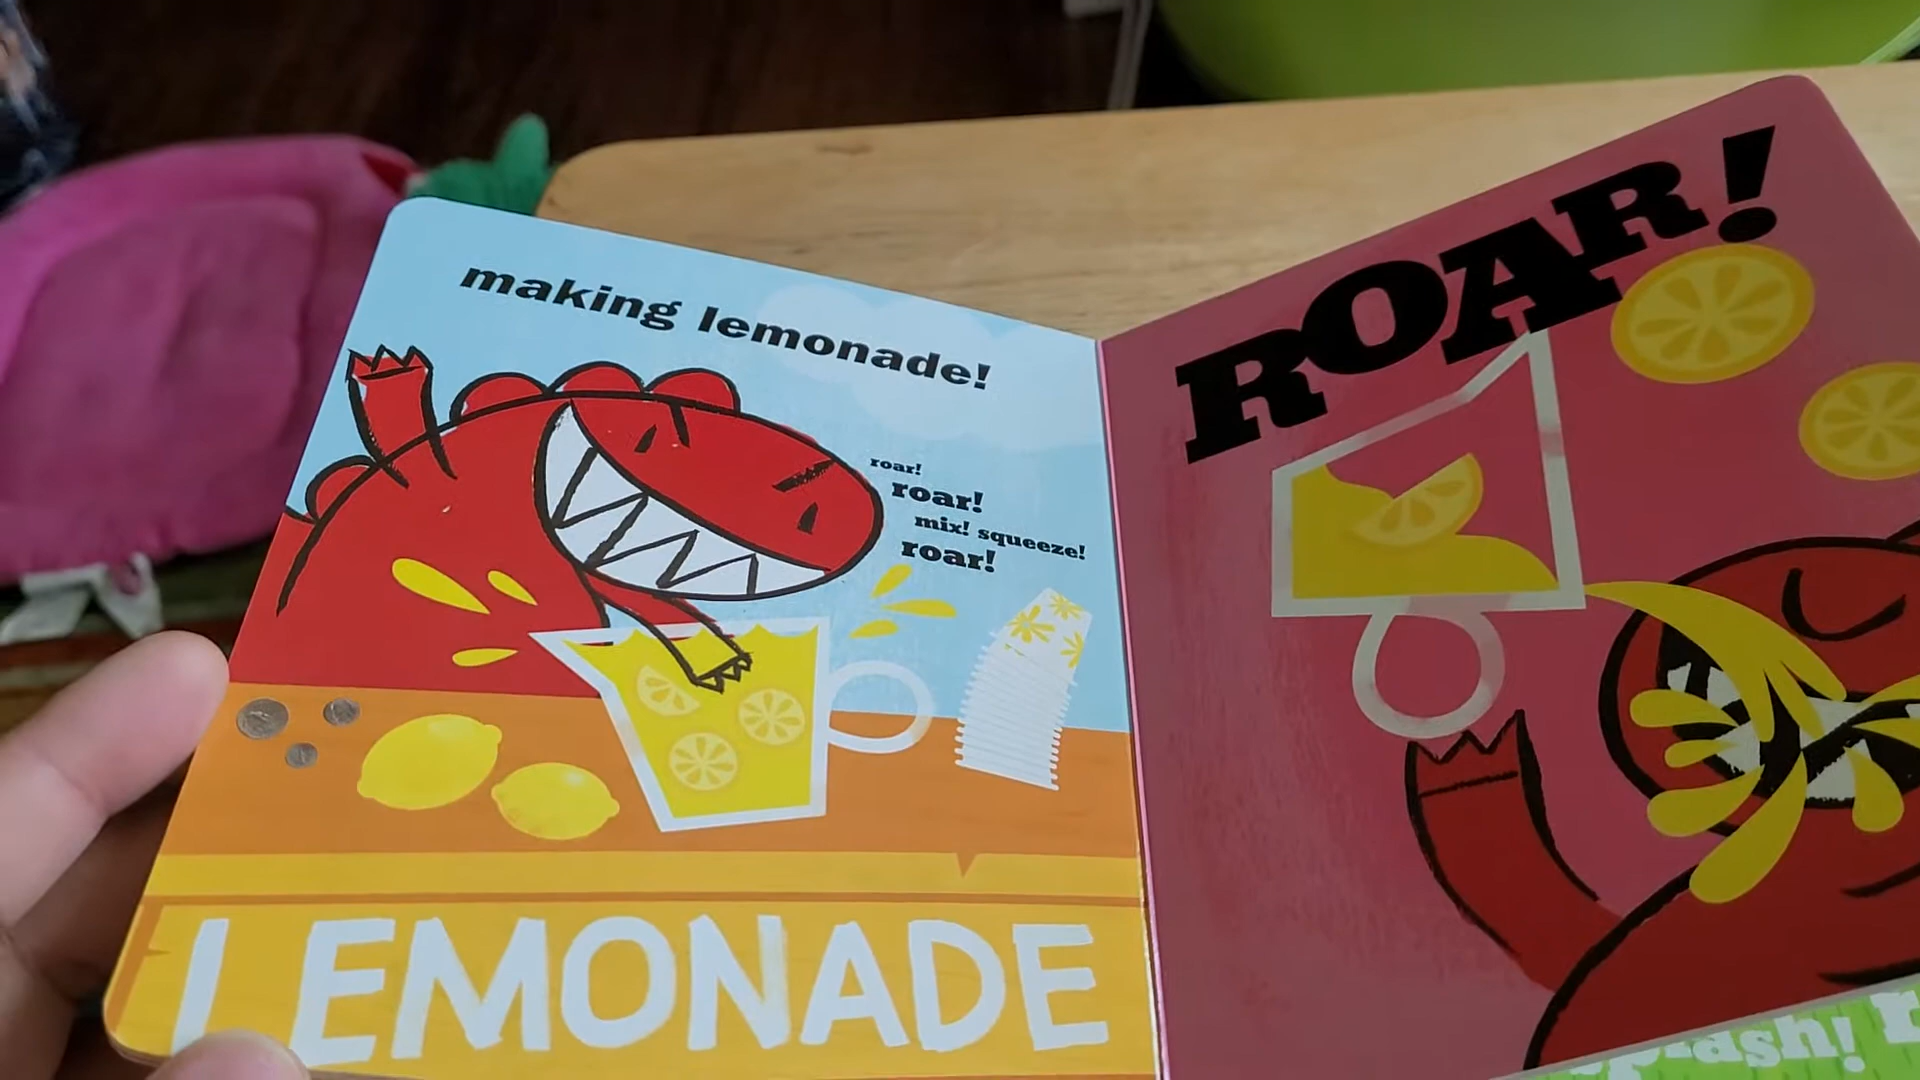 making lemonade!
roar!
roar!
mix! squeeze!
roar!
LEMONADE
ROAR!